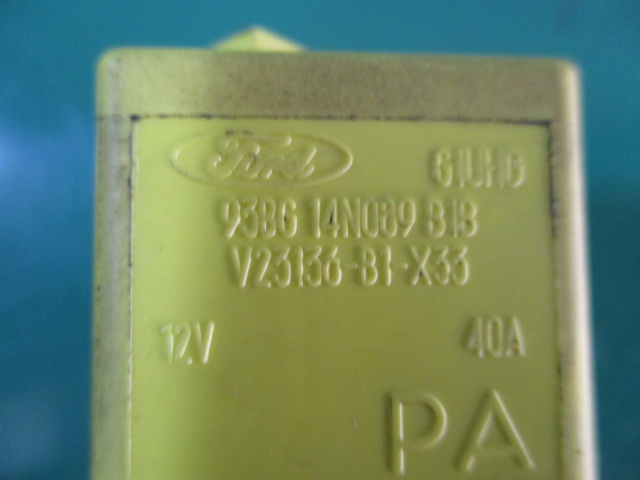 Ford 61UHG
93BG 14N089 B1B
V23136-B1-X33
12V 40A
PA